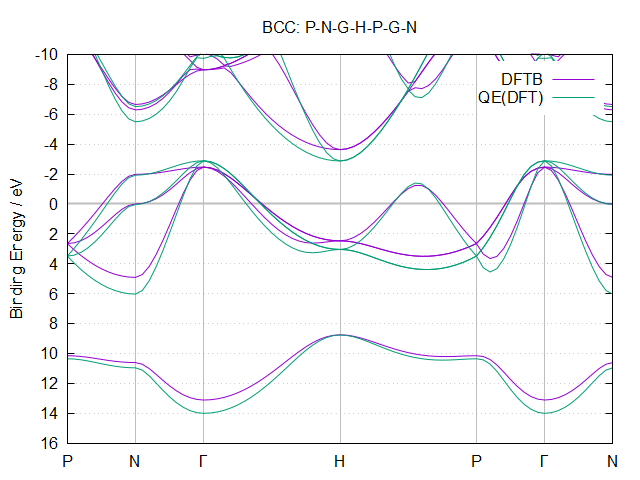 BCC: P-N-G-H-P-G-N
-10
-8
-6
-4
-2
0
2
4
6
8
10
12
14
16
Binding Energy / eV
DFTB
QE(DFT)
P N Γ H P Γ N